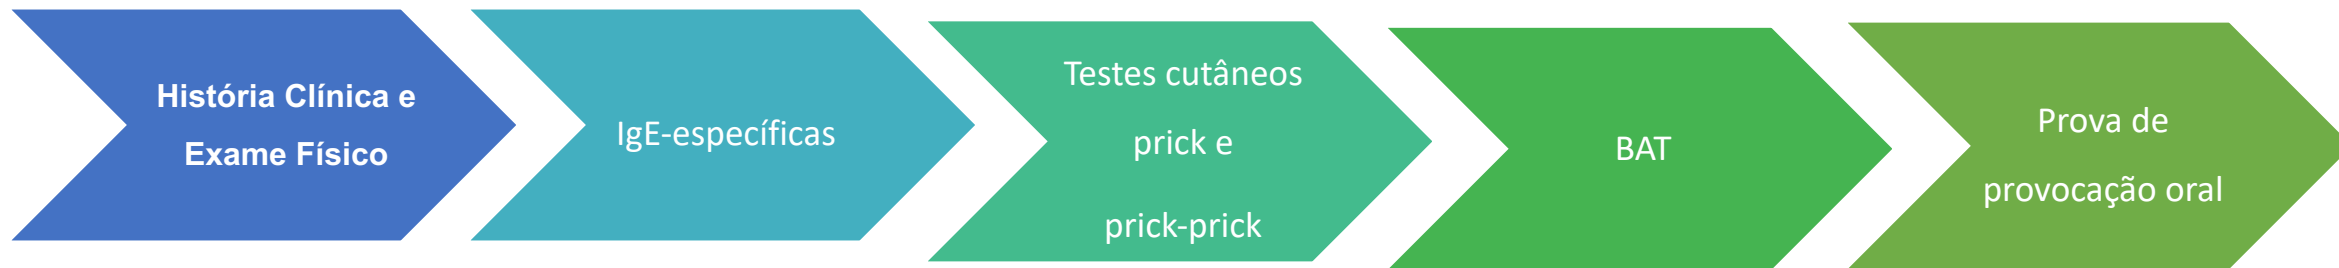 História Clínica e
Exame Físico
IgE-específicas
Testes cutâneos
prick e
prick-prick
BAT
Prova de
provocação oral